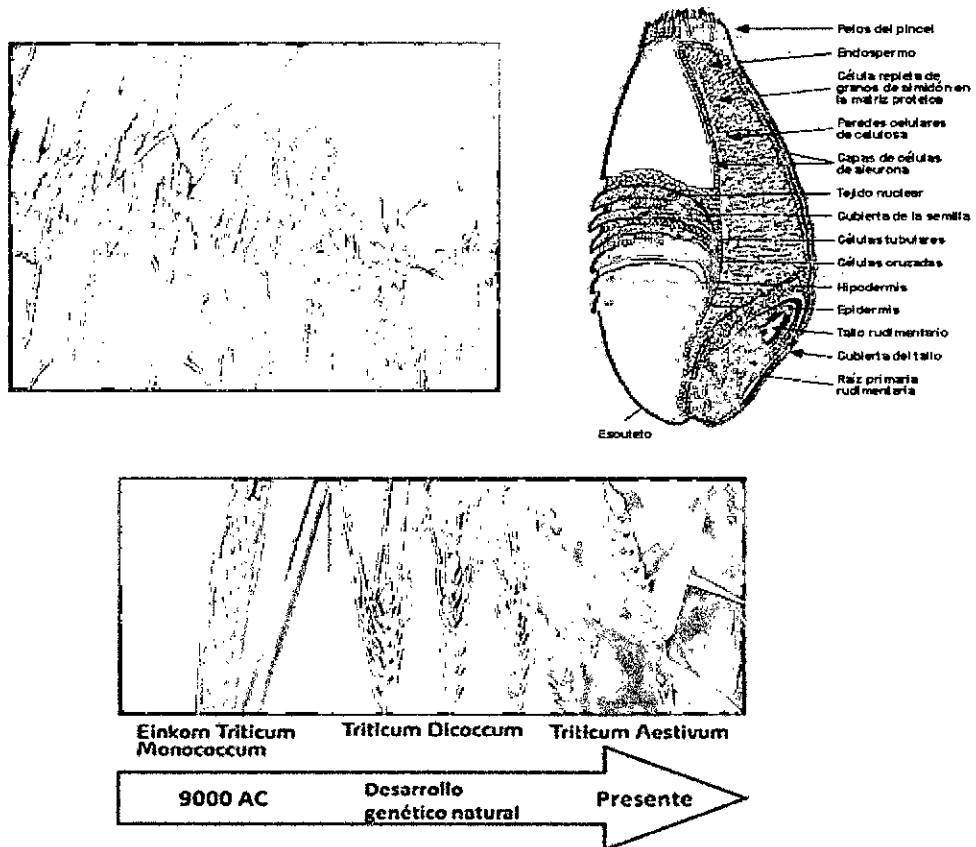 Pelos del pincel
Endospermo
Célula repleta de
granos de almidón en
la matriz proteica
Paredes celulares
de celulosa
Capas de células
de aleurona
Tejido nuclear
Cubierta de la semilla
Células tubulares
Células cruzadas
Hipodermis
Epidermis
Tallo rudimentario
Cubierta del tallo
Raíz primaria
rudimentaria
Escuteto
Einkorn Triticum
Monococcum
Triticum Dicoccum
Triticum Aestivum
9000 AC
Desarrollo
genético natural
Presente